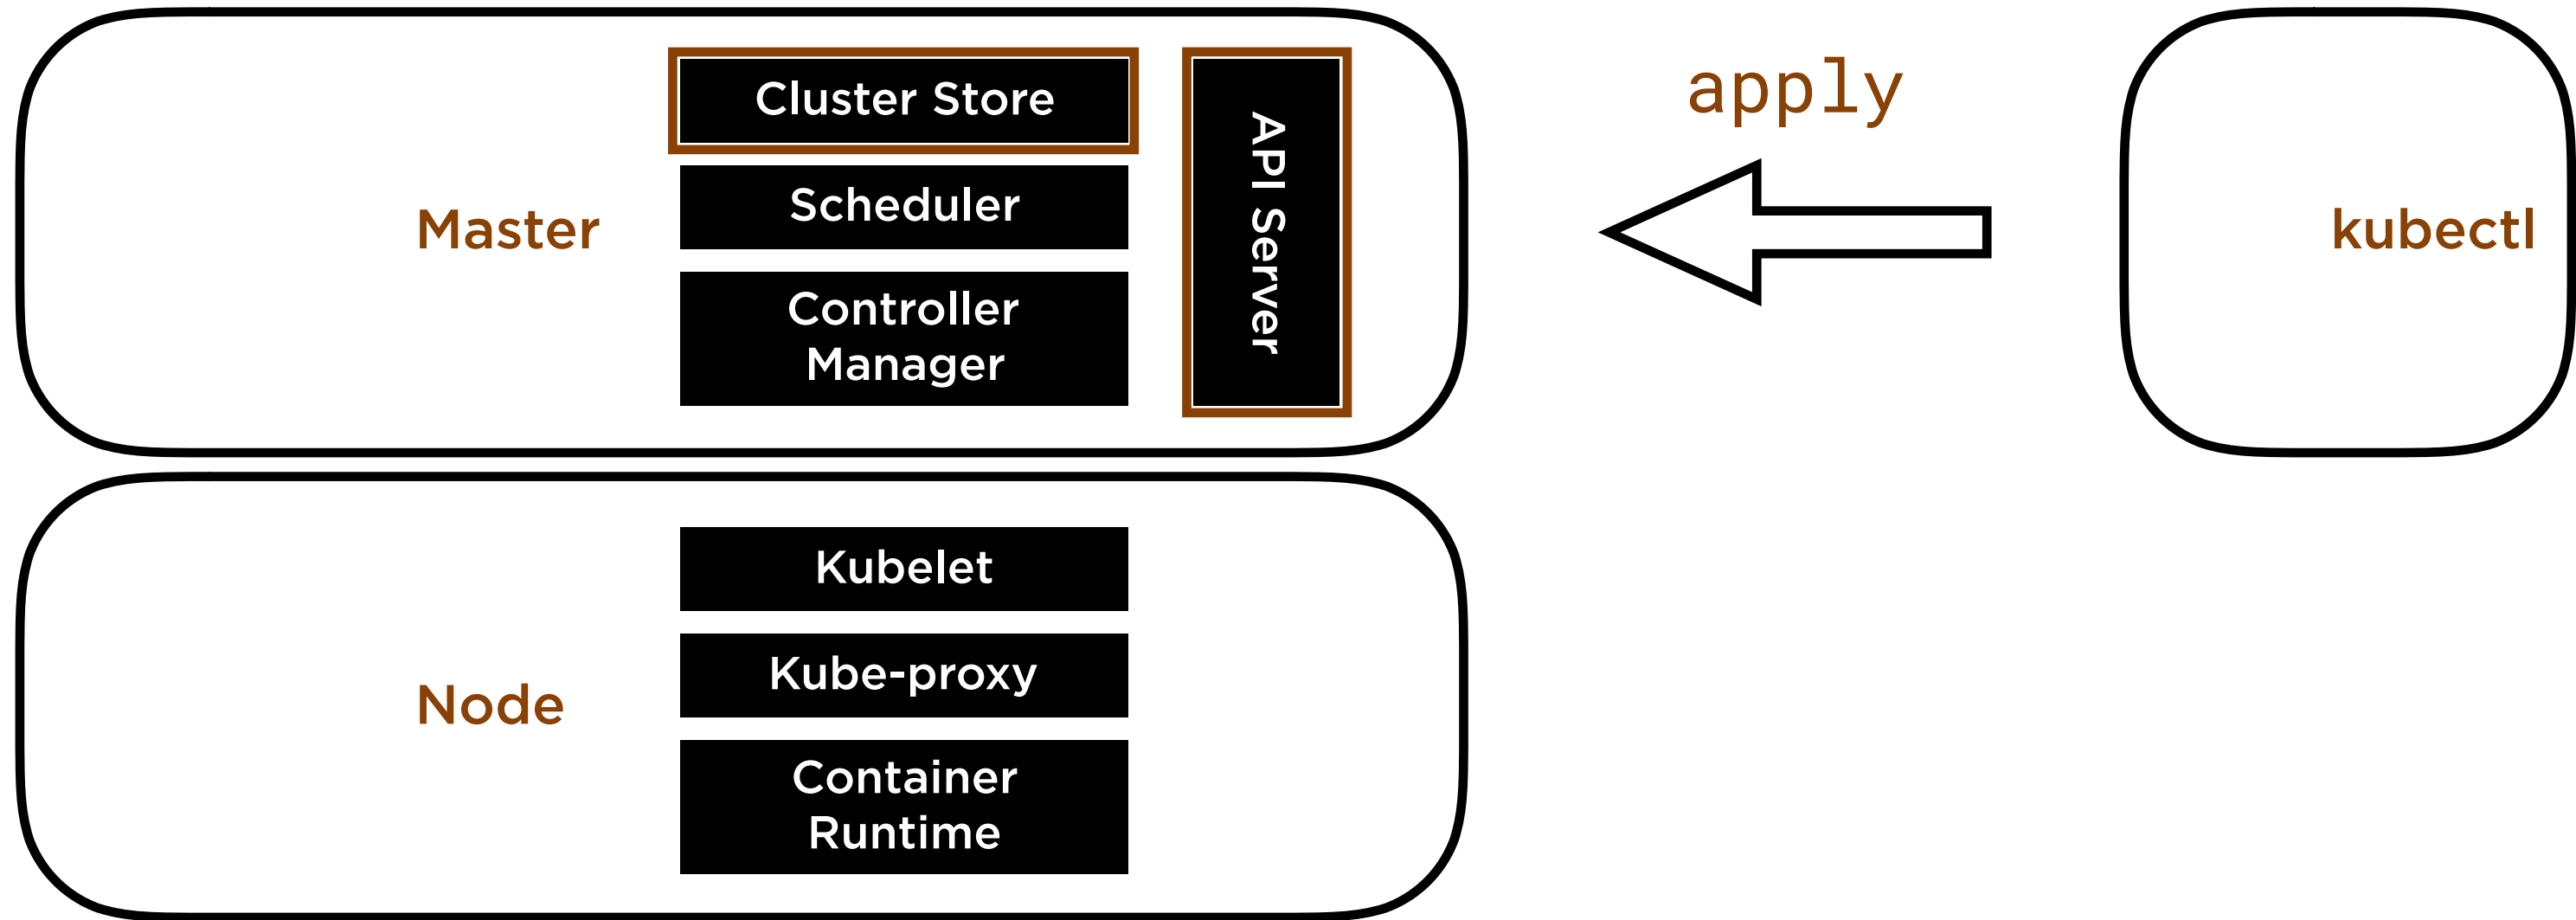 Master
Cluster Store
Scheduler
Controller
Manager
API Server
apply
kubectl
Node
Kubelet
Kube-proxy
Container
Runtime